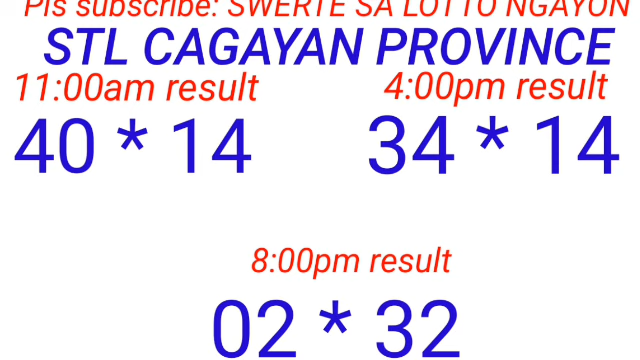 Pls subscribe: SWERTE SA LOTTO NGAYON
STL CAGAYAN PROVINCE
11:00am result 4:00pm result
40 * 14 34 * 14
8:00pm result
02 * 32